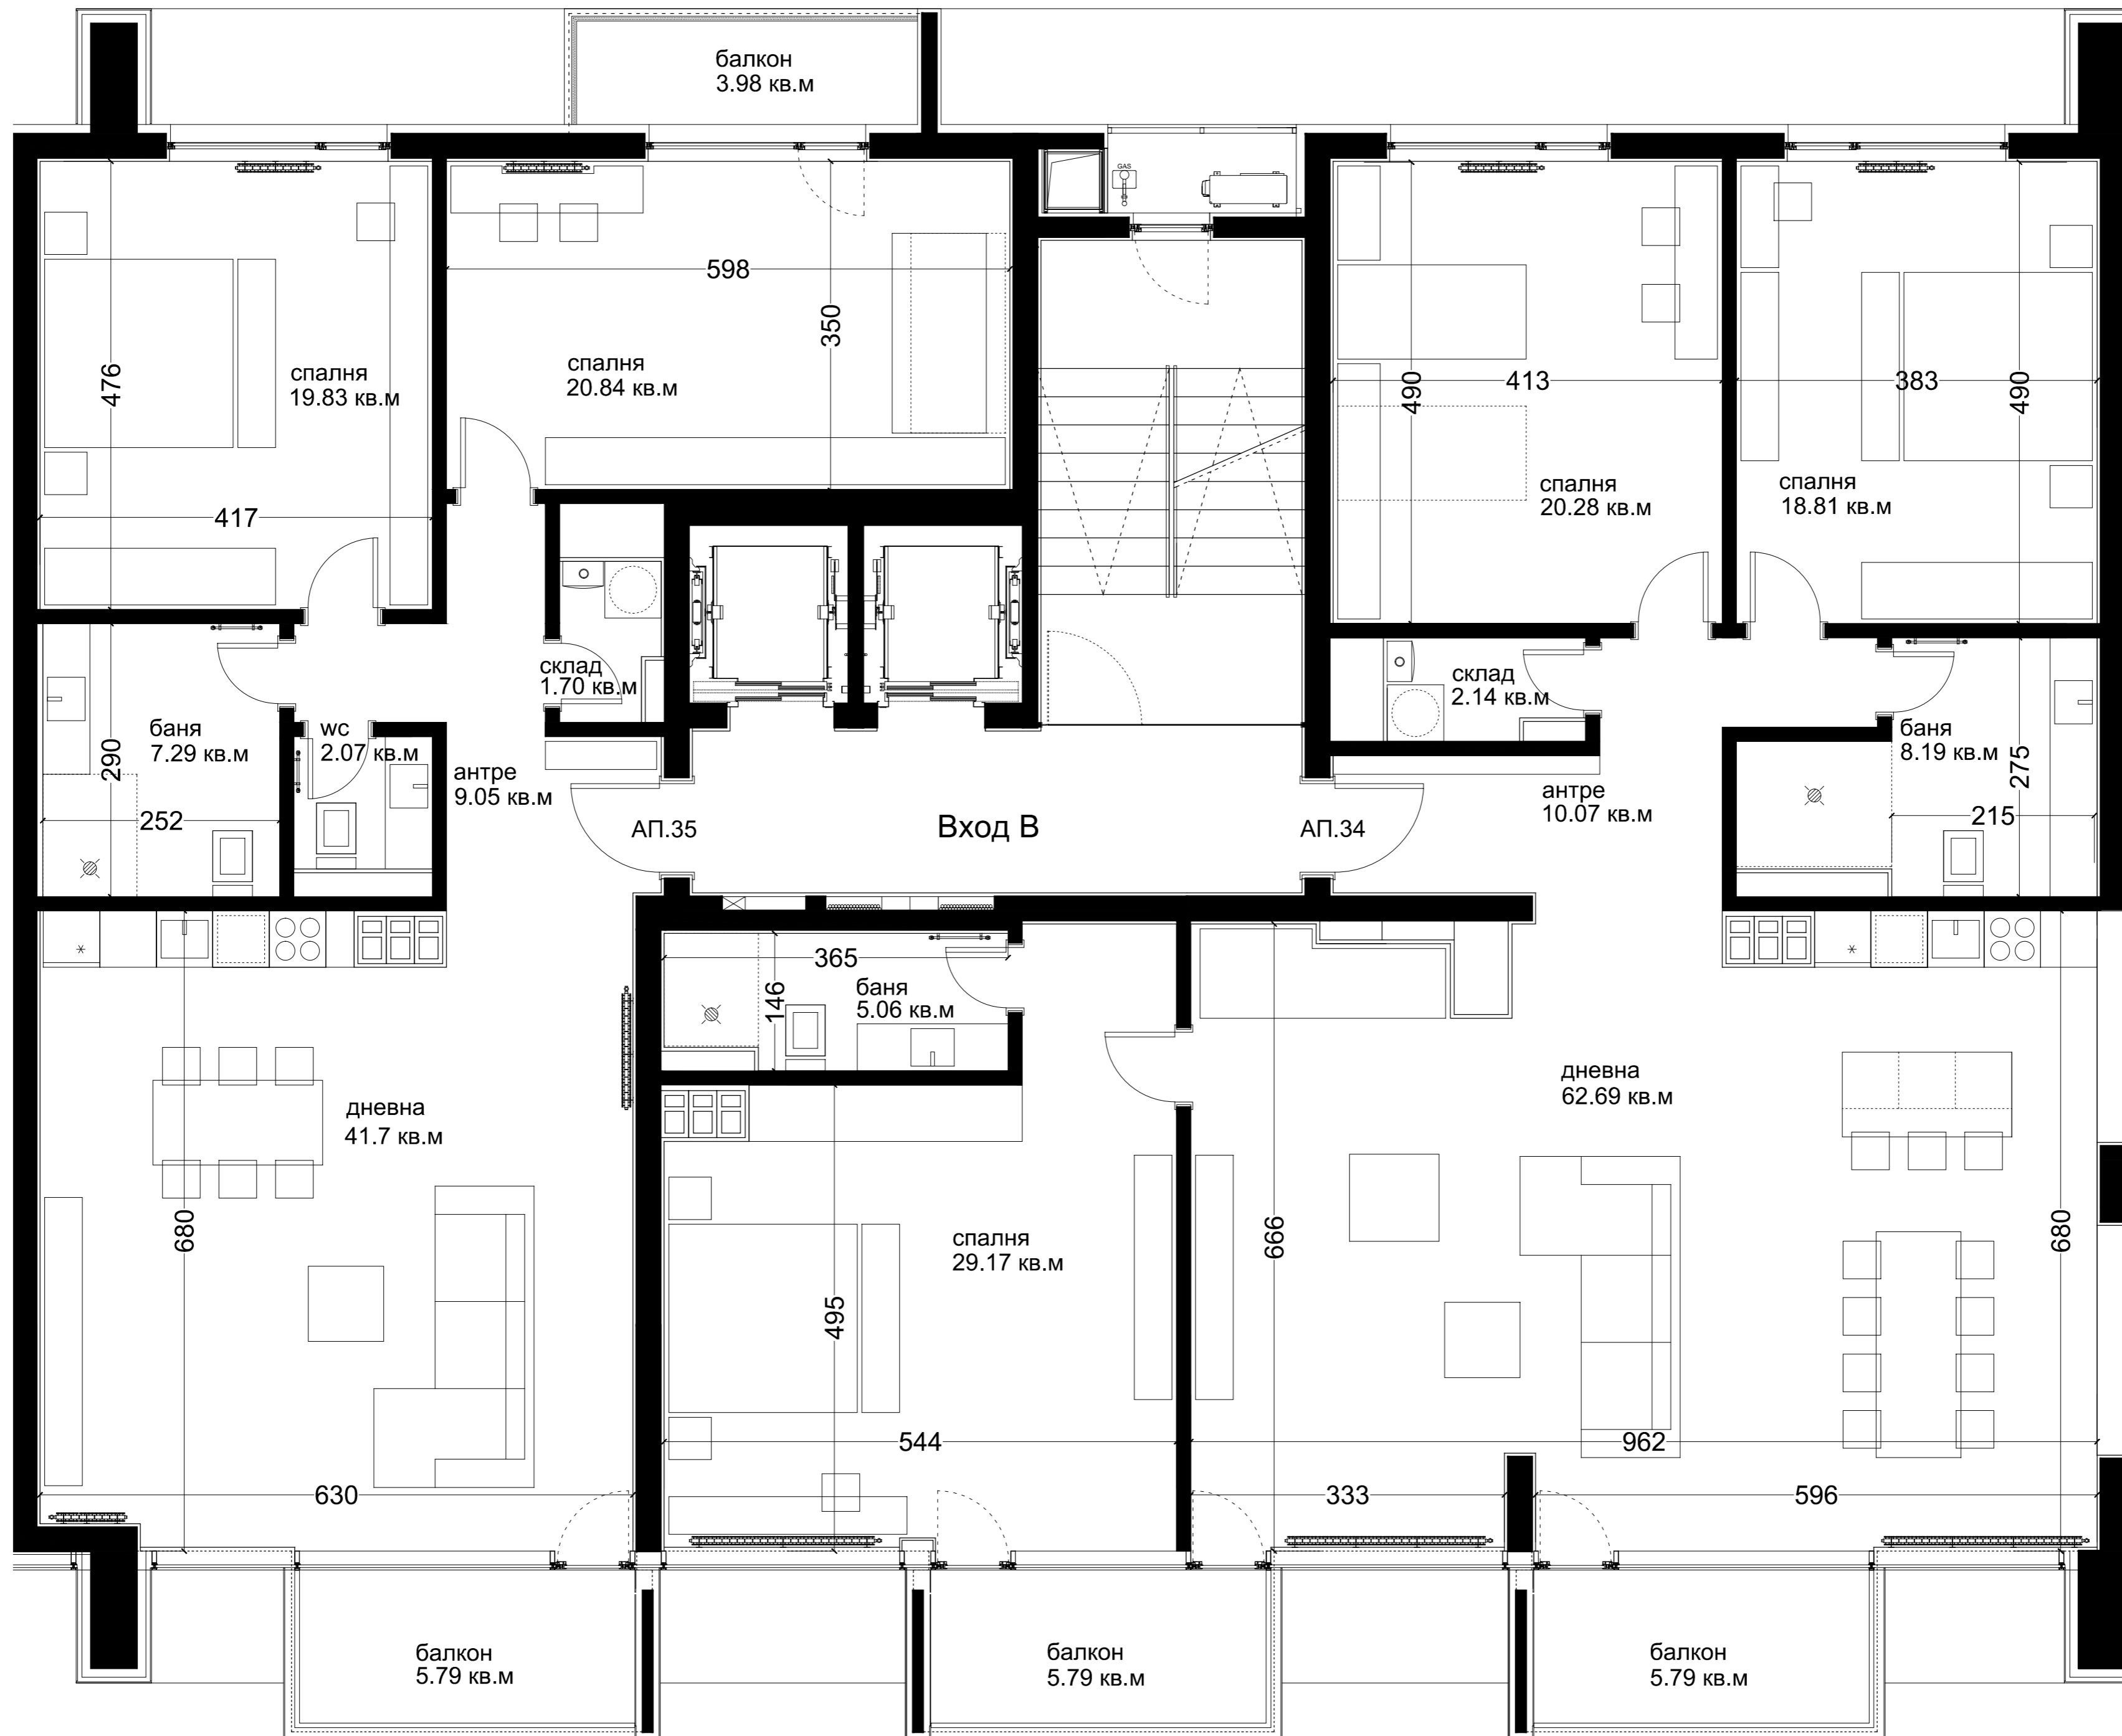 балкон
3.98 кв.м
GAS
598
350
476
спалня
19.83 кв.м
спалня
20.84 кв.м
417
490
413
383
490
спалня
20.28 кв.м
спалня
18.81 кв.м
склад
1.70 кв.м
склад
2.14 кв.м
баня
7.29 кв.м
wc
2.07 кв.м
290
252
антре
9.05 кв.м
АП.35
Вход В
АП.34
антре
10.07 кв.м
баня
8.19 кв.м
275
215
365
146
баня
5.06 кв.м
дневна
41.7 кв.м
680
630
спалня
29.17 кв.м
495
544
дневна
62.69 кв.м
666
680
962
333
596
балкон
5.79 кв.м
балкон
5.79 кв.м
балкон
5.79 кв.м